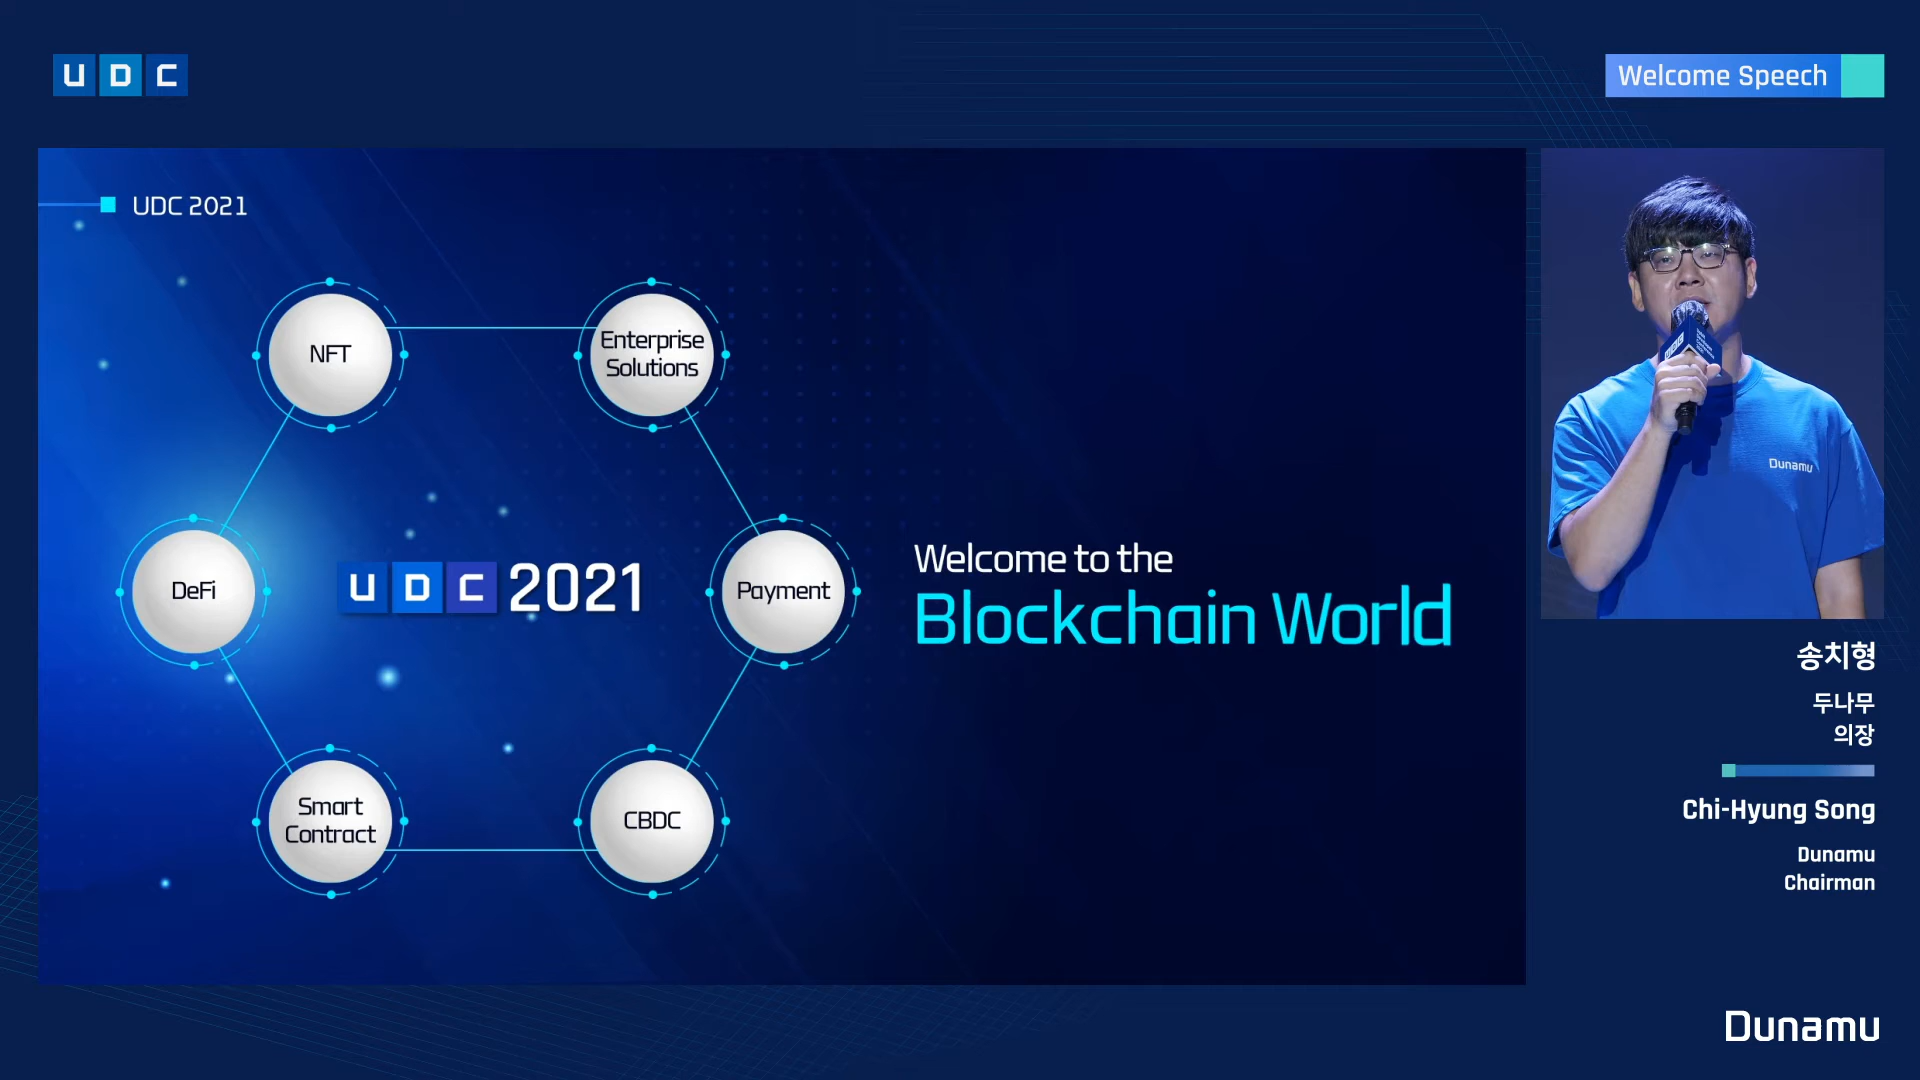 UDC
Welcome Speech
UDC 2021
NFT
Enterprise
Solutions
DeFi
UDC 2021
Payment
Smart
Contract
CBDC
Welcome to the
Blockchain World
Dunamu
송치형
두나무
의장
Chi-Hyung Song
Dunamu
Chairman
Dunamu